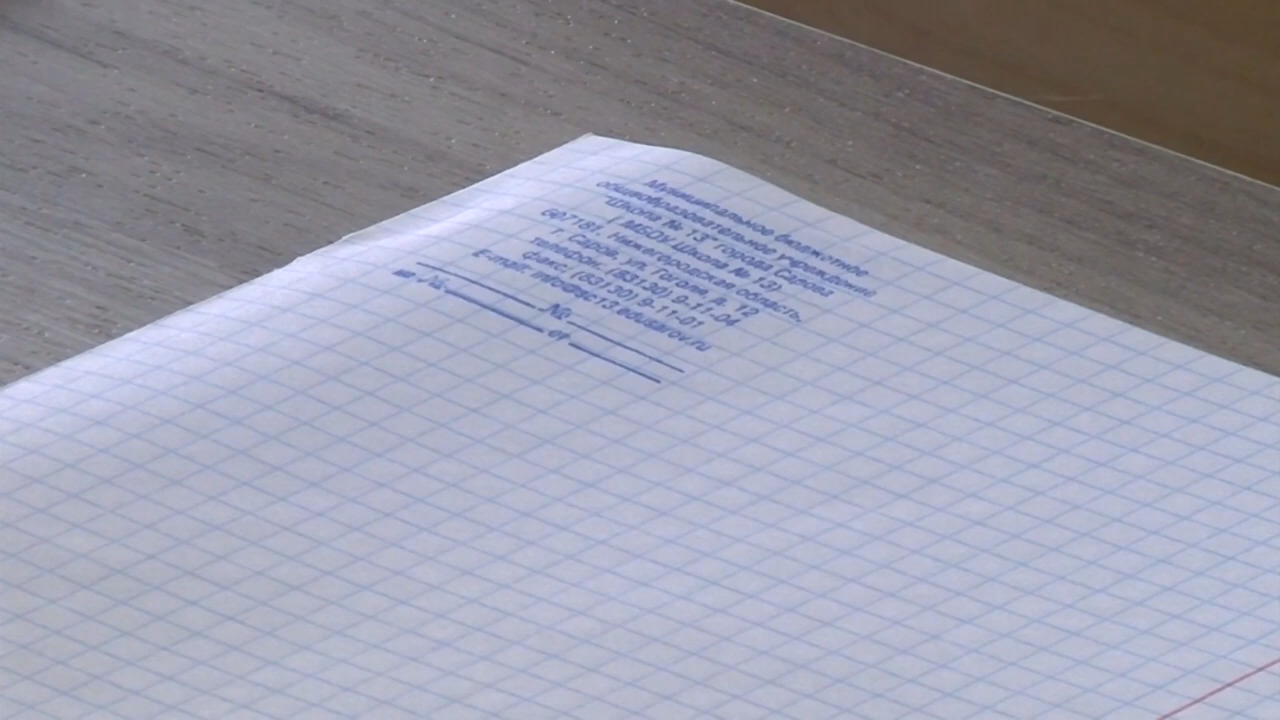 Муниципальное бюджетное
общеобразовательное учреждение
"Школа № 13" города Сарова
(МБОУ Школа № 13)
607181, Нижегородская область,
г. Саров, ул. Гоголя, д. 12
телефон: (83130) 9-11-04
факс: (83130) 9-11-01
E-mail: info@sc13.edusarov.ru
№
на № от